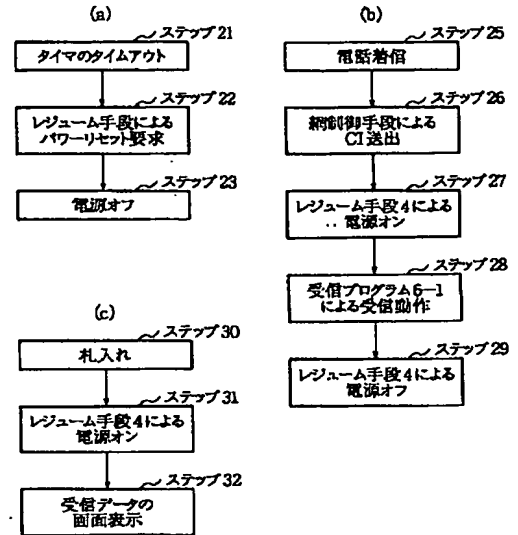 (a)
ステップ21
タイマのタイムアウト
ステップ22
レジューム手段による
パワーリセット要求
ステップ23
電源オフ
(b)
ステップ25
電話着信
ステップ26
網制御手段による
CI送出
ステップ27
レジューム手段4による
電源オン
ステップ28
受信プログラム6-1
による受信動作
ステップ29
レジューム手段4による
電源オフ
(c)
ステップ30
札入れ
ステップ31
レジューム手段4による
電源オン
ステップ32
受信データの
画面表示